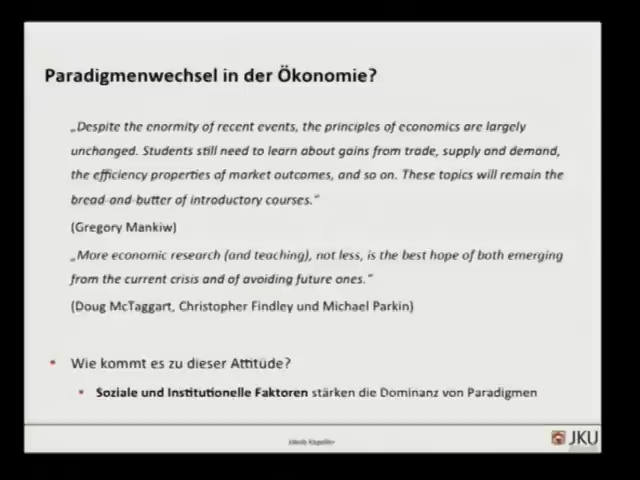 Paradigmenwechsel in der Ökonomie?
„Despite the enormity of recent events, the principles of economics are largely
unchanged. Students still need to learn about gains from trade, supply and demand,
the efficiency properties of market outcomes, and so on. These topics will remain the
bread-and-butter of introductory courses.“
(Gregory Mankiw)
„More economic research (and teaching), not less, is the best hope of both emerging
from the current crisis and of avoiding future ones.“
(Doug McTaggart, Christopher Findley und Michael Parkin)
• Wie kommt es zu dieser Attitüde?
• Soziale und Institutionelle Faktoren stärken die Dominanz von Paradigmen
Jakob Kapeller
JKU